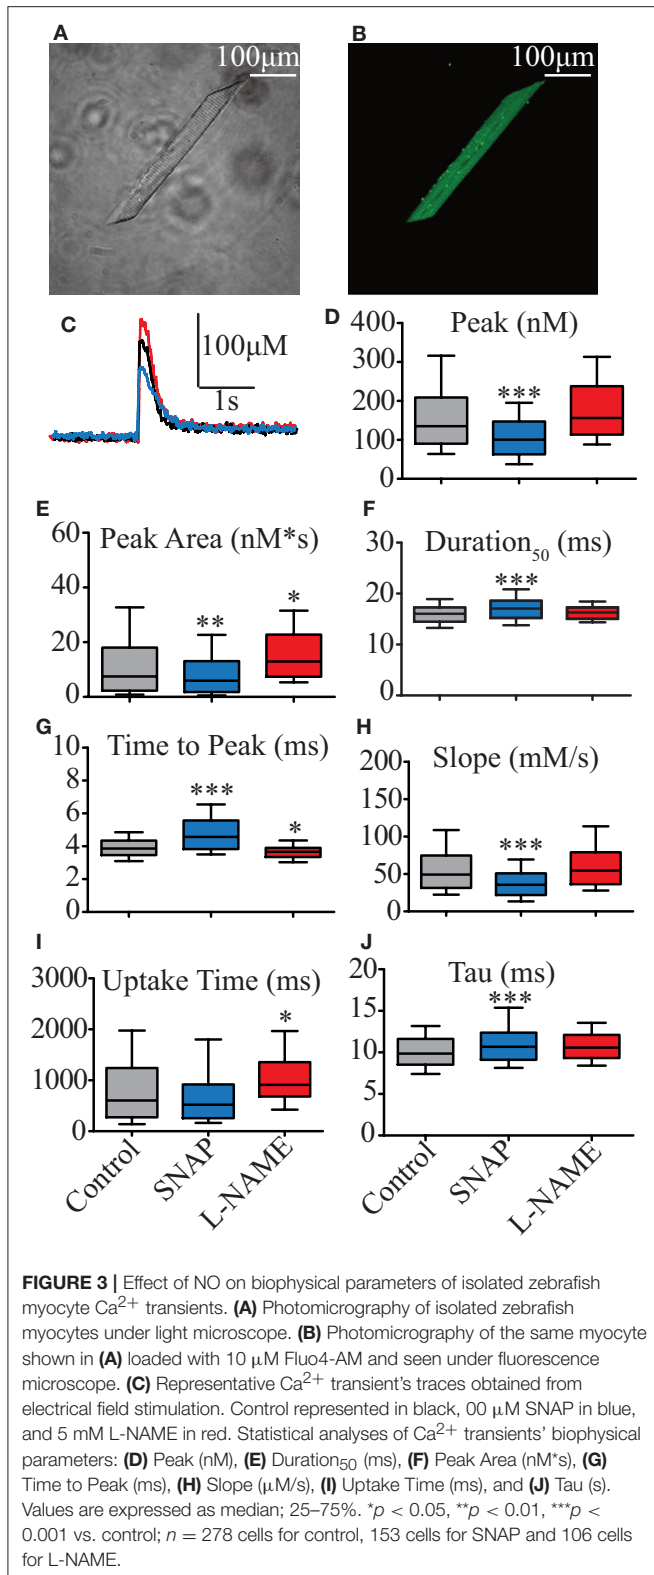 A
100μm
B
100μm
C
100μM
1s
D
Peak (nM)
400
300
200
100
0
***
E
Peak Area (nM*s)
60
40
20
0
**
*
F
Duration50 (ms)
30
20
10
0
***
G
Time to Peak (ms)
10
8
6
4
2
0
***
*
H
Slope (mM/s)
200
150
100
50
0
***
I
Uptake Time (ms)
3000
2000
1000
0
*
Control
SNAP
L-NAME
J
Tau (ms)
20
15
10
5
0
***
Control
SNAP
L-NAME
FIGURE 3 | Effect of NO on biophysical parameters of isolated zebrafish
myocyte Ca2+ transients. (A) Photomicrography of isolated zebrafish
myocytes under light microscope. (B) Photomicrography of the same myocyte
shown in (A) loaded with 10 μM Fluo4-AM and seen under fluorescence
microscope. (C) Representative Ca2+ transient's traces obtained from
electrical field stimulation. Control represented in black, 00 μM SNAP in blue,
and 5 mM L-NAME in red. Statistical analyses of Ca2+ transients' biophysical
parameters: (D) Peak (nM), (E) Duration50 (ms), (F) Peak Area (nM*s), (G)
Time to Peak (ms), (H) Slope (μM/s), (I) Uptake Time (ms), and (J) Tau (s).
Values are expressed as median; 25–75%. *p < 0.05, **p < 0.01, ***p <
0.001 vs. control; n = 278 cells for control, 153 cells for SNAP and 106 cells
for L-NAME.